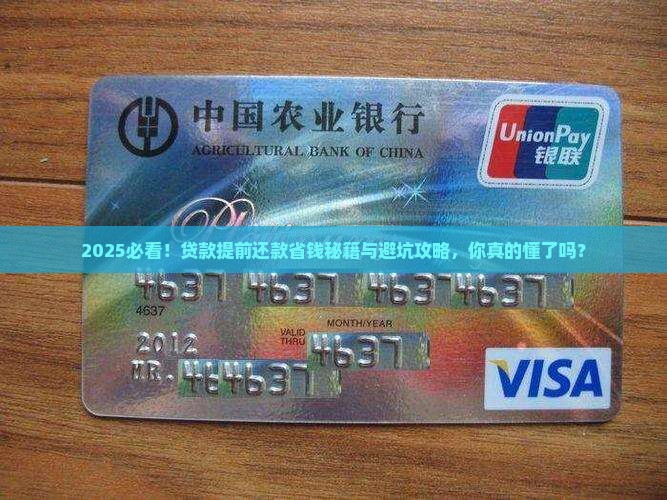 中国农业银行
AGRICULTURAL BANK OF CHINA
UnionPay
银联
2025必看！贷款提前还款省钱秘籍与避坑攻略，你真的懂了吗？
4637 4637 4637 4637
4637
MONTH/YEAR
VALID
THRU
4637
2012
MR. 464637
VISA